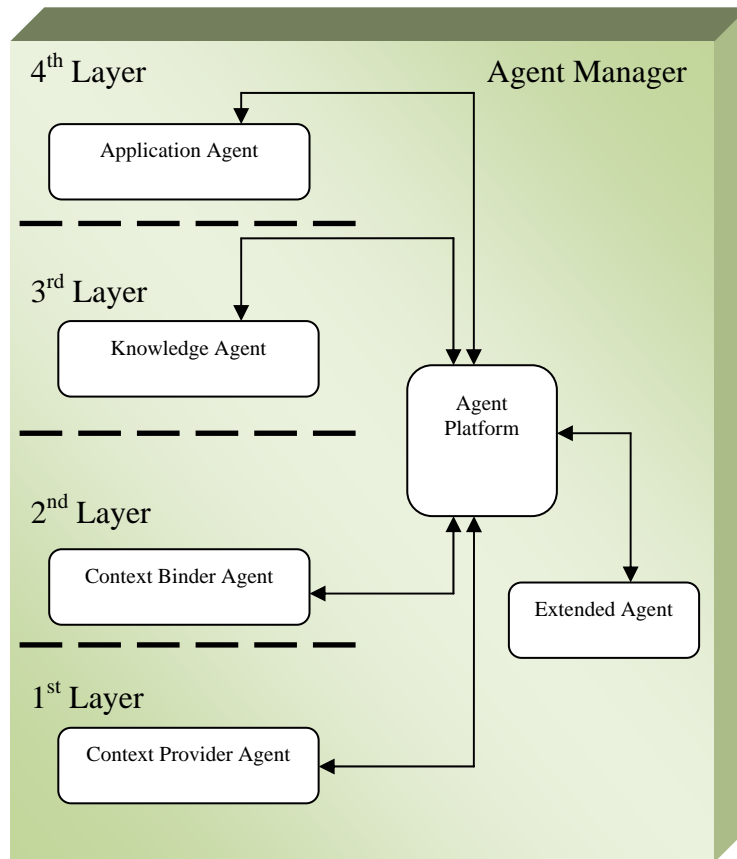 4th Layer
Agent Manager
Application Agent
3rd Layer
Knowledge Agent
Agent
Platform
2nd Layer
Context Binder Agent
Extended Agent
1st Layer
Context Provider Agent